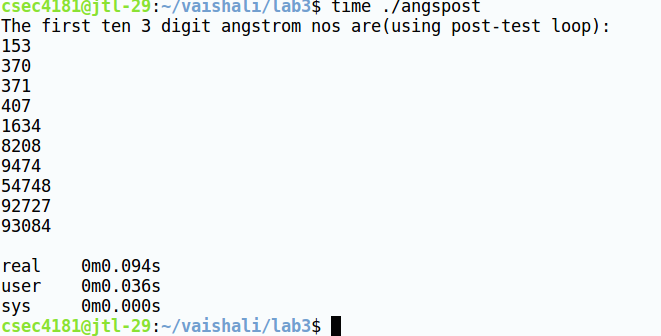 csec4181@jtl-29:~/vaishali/lab3$ time ./angspost
The first ten 3 digit angstrom nos are(using post-test loop):
153
370
371
407
1634
8208
9474
54748
92727
93084
real    0m0.094s
user    0m0.036s
sys     0m0.000s
csec4181@jtl-29:~/vaishali/lab3$